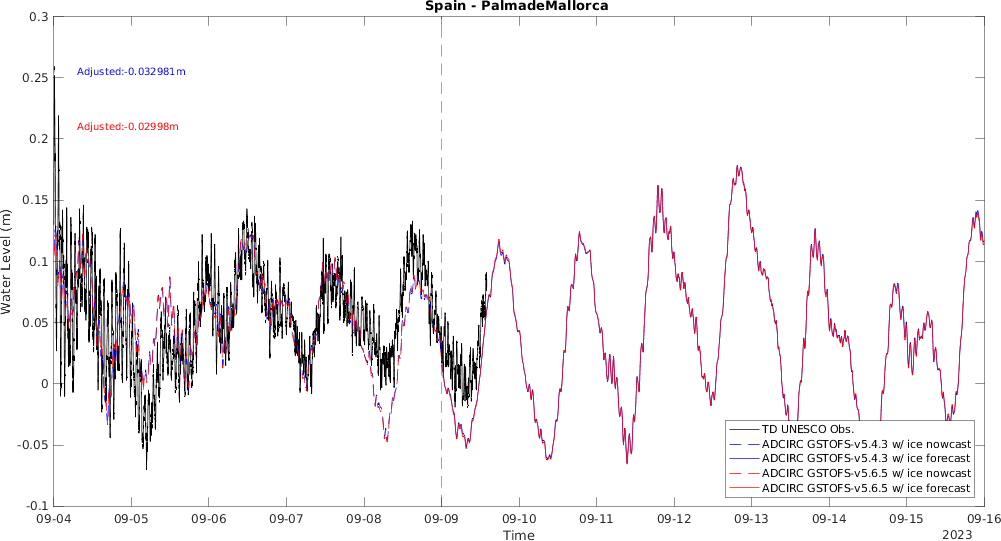 Spain - PalmadeMallorca
0.3
0.25
0.2
0.15
0.1
0.05
0
-0.05
-0.1
Water Level (m)
Adjusted:-0.032981m
Adjusted:-0.02998m
TD UNESCO Obs.
ADCIRC GSTOFS-v5.4.3 w/ ice nowcast
ADCIRC GSTOFS-v5.4.3 w/ ice forecast
ADCIRC GSTOFS-v5.6.5 w/ ice nowcast
ADCIRC GSTOFS-v5.6.5 w/ ice forecast
09-04 09-05 09-06 09-07 09-08 09-09 09-10 09-11 09-12 09-13 09-14 09-15 09-16
Time
2023